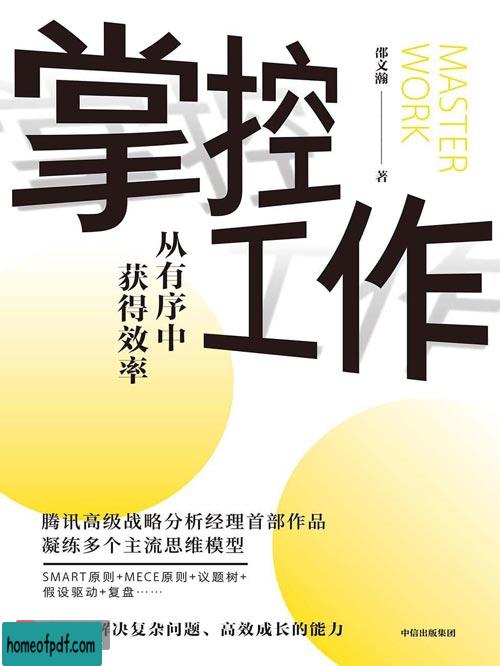 掌控
工作
MASTER
WORK
邵文瀚
著
从有序中
获得效率
腾讯高级战略分析经理首部作品
凝练多个主流思维模型
SMART原则+MECE原则+议题树+
假设驱动+复盘……
解决复杂问题、高效成长的能力
中信出版集团
homeofpdf.com